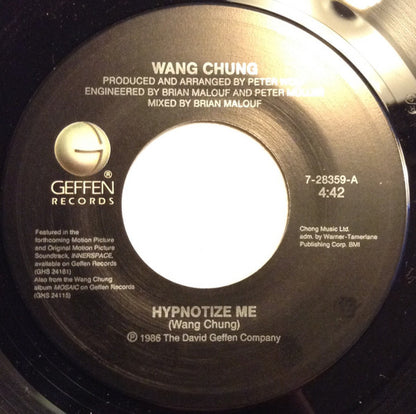 WANG CHUNG
PRODUCED AND ARRANGED BY PETER WOLF
ENGINEERED BY BRIAN MALOUF AND PETER
MIXED BY BRIAN MALOUF
G
®
GEFFEN
RECORDS
7-28359-A
4:42
Featured in the
forthcoming Motion Picture
and Original Motion Picture
Soundtrack, INNERSPACE,
available on Geffen Records
(GHS 24161)
Also from the Wang Chung
album MOSAIC on Geffen
Records
(GHS 24115)
Chong Music Ltd.
adm. by Warner-Tamerlane
Publishing Corp. BMI
HYPNOTIZE ME
(Wang Chung)
℗ 1986 The David Geffen Company